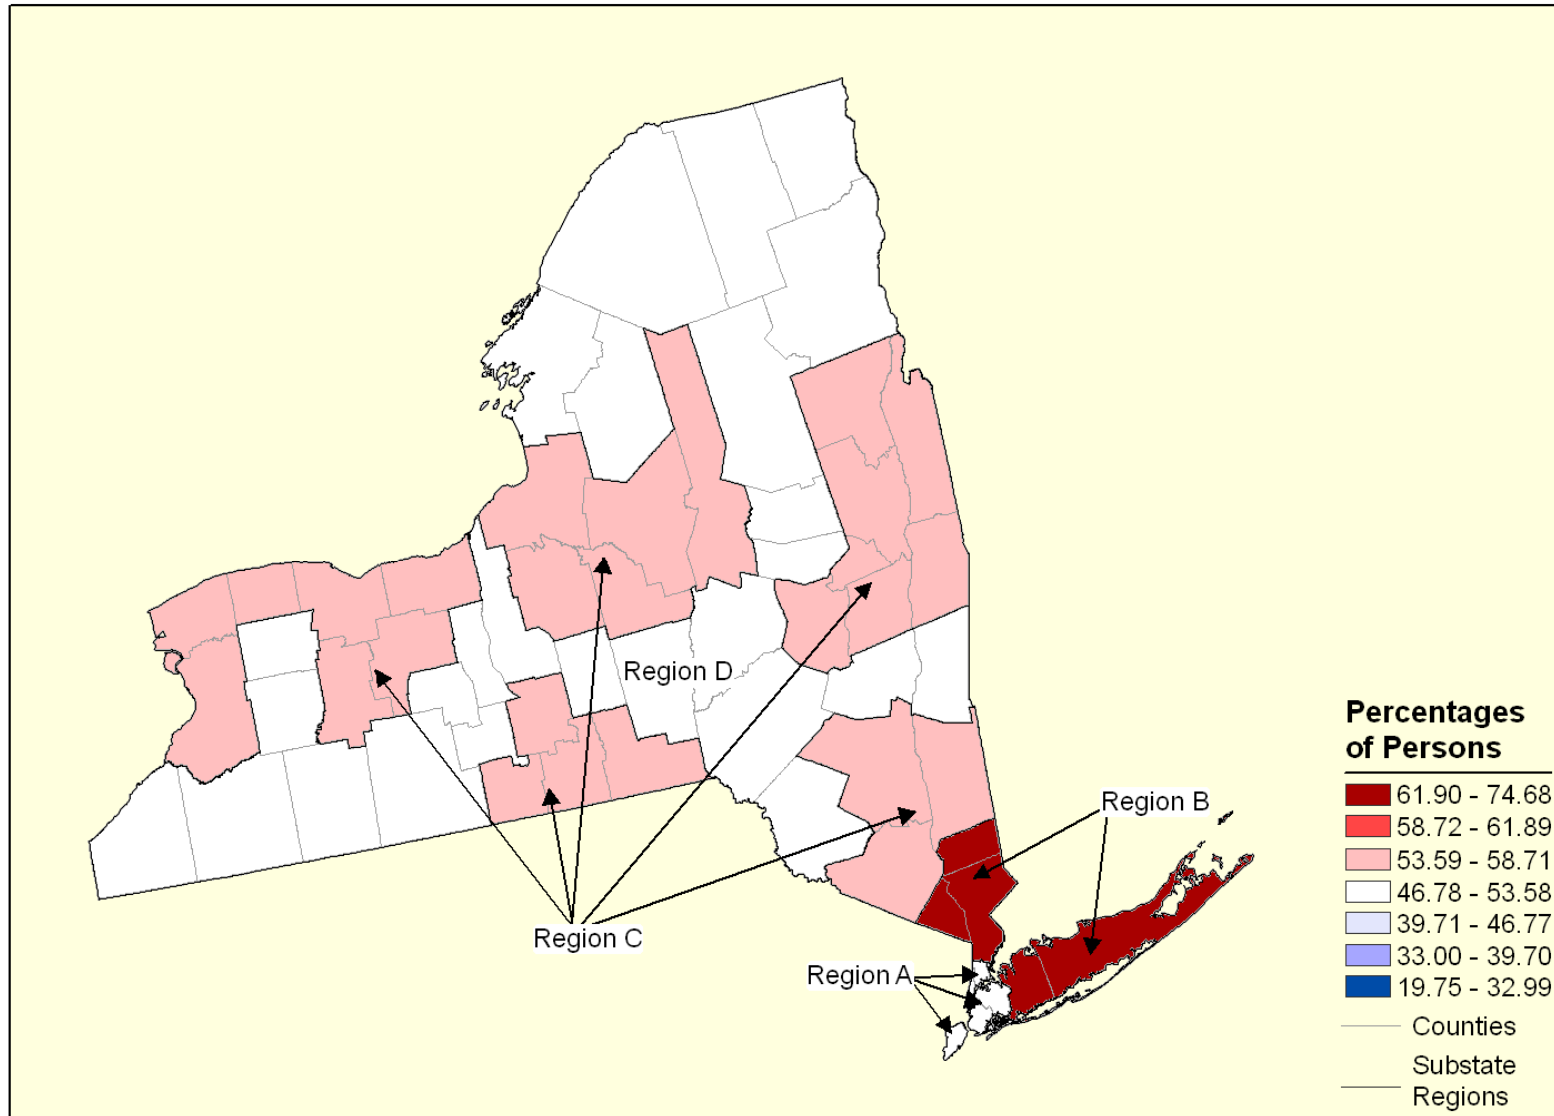 Region D
Region B
Region C
Region A
Percentages
of Persons
61.90 - 74.68
58.72 - 61.89
53.59 - 58.71
46.78 - 53.58
39.71 - 46.77
33.00 - 39.70
19.75 - 32.99
Counties
Substate
Regions